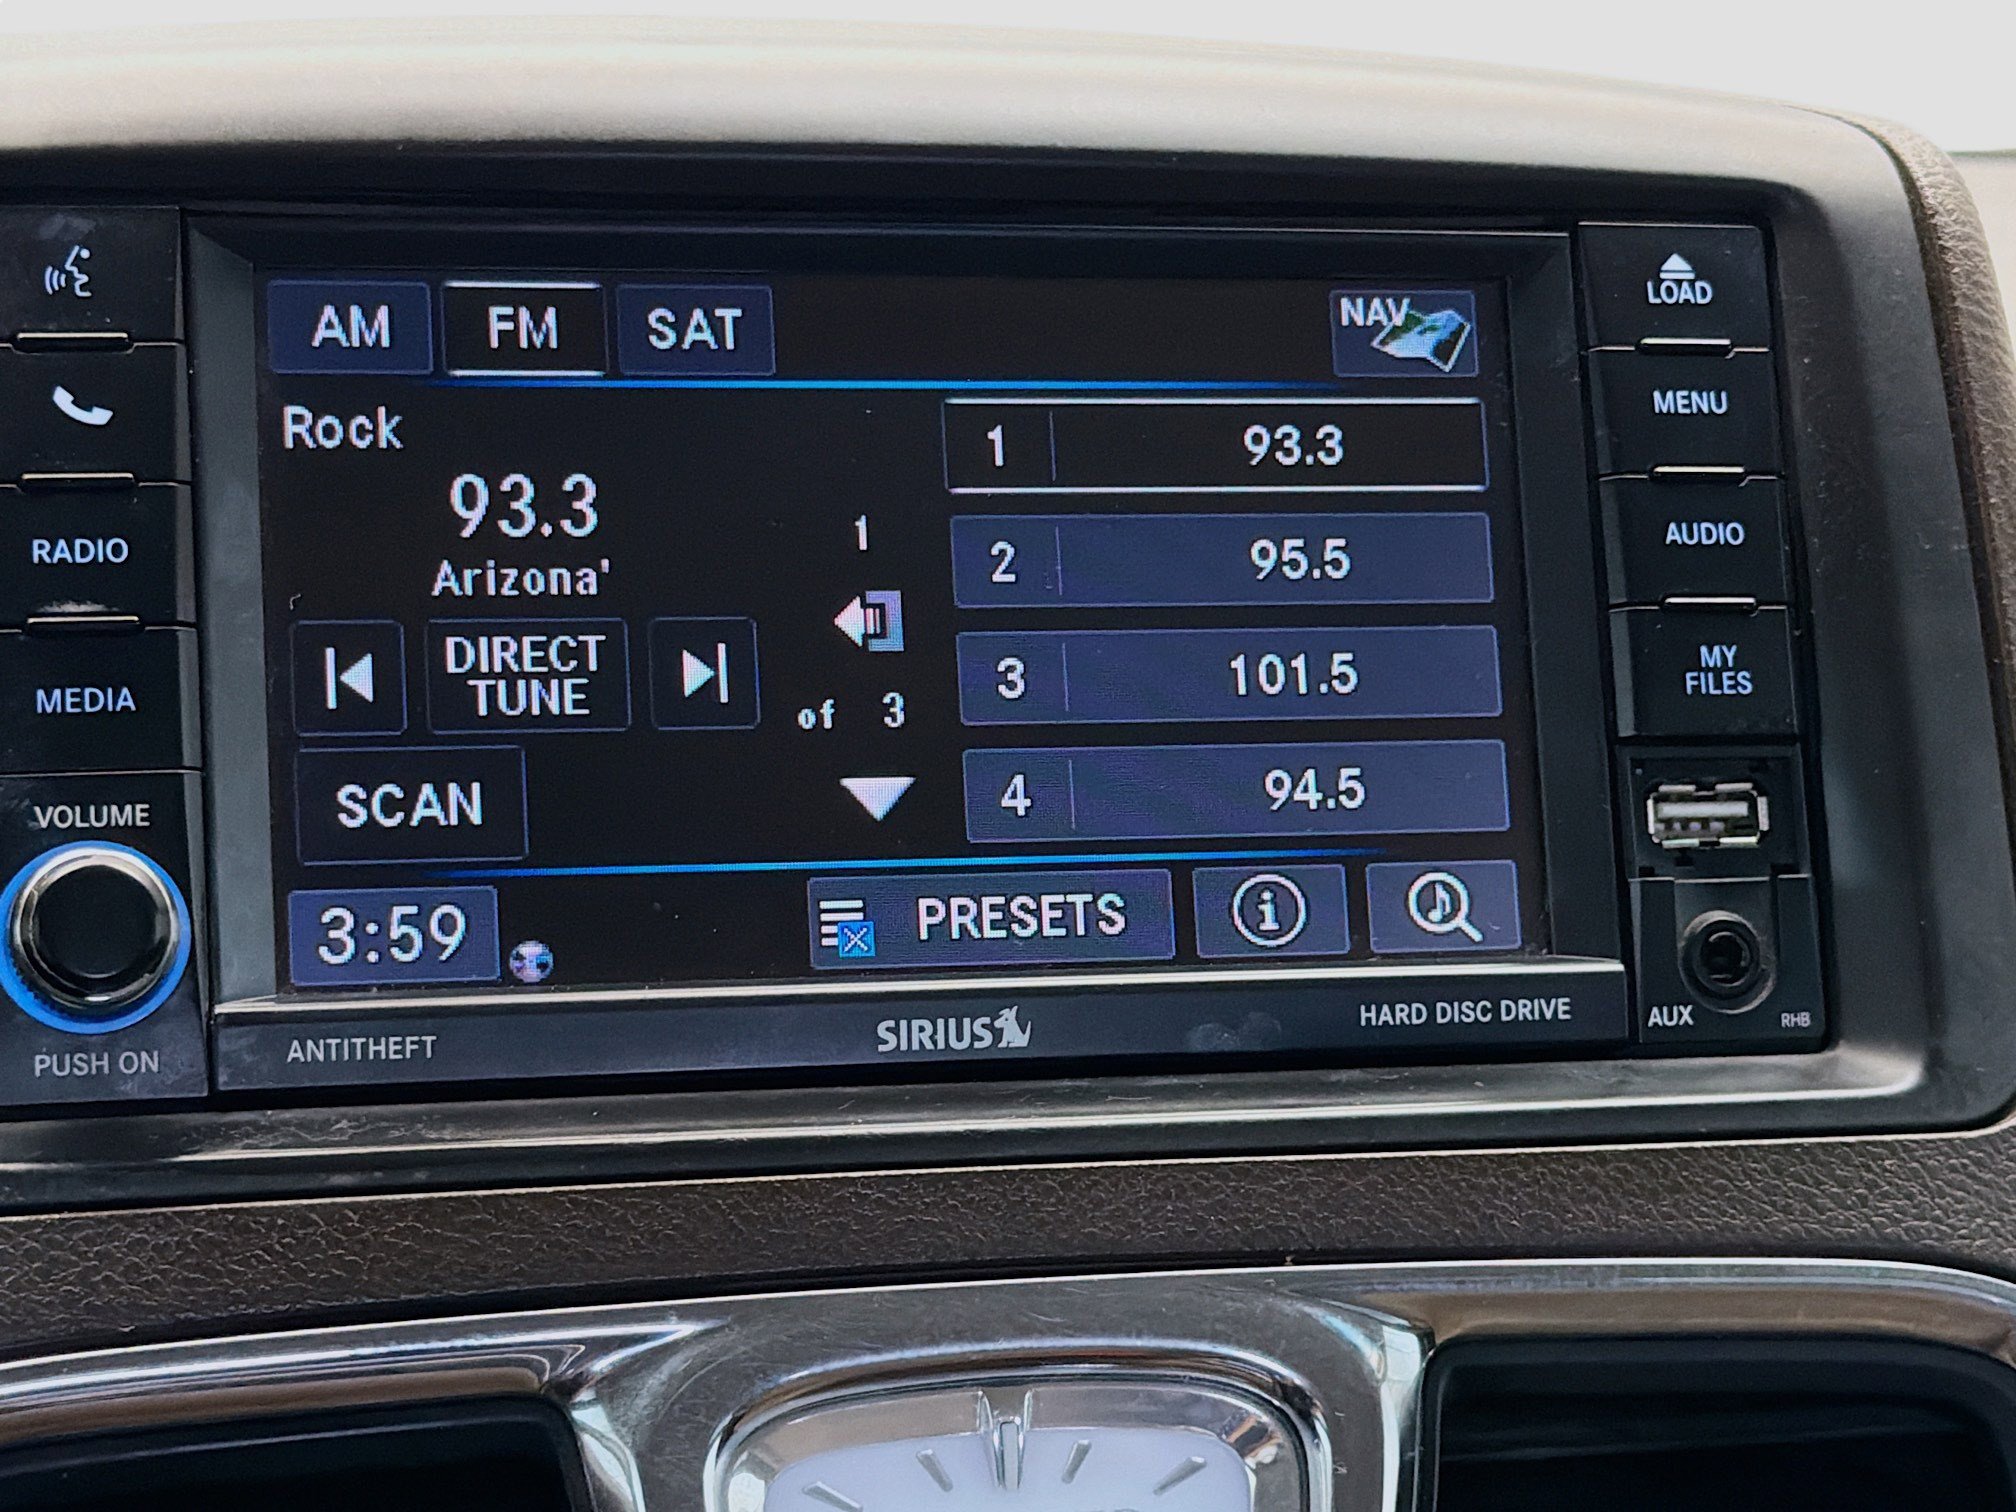 AM FM SAT NAV
LOAD
MENU
AUDIO
MY
FILES
RADIO
MEDIA
VOLUME
PUSH ON
Rock
93.3
Arizona'
DIRECT
TUNE
SCAN
1
of 3
1 93.3
2 95.5
3 101.5
4 94.5
3:59
PRESETS
i
ANTITHEFT
SIRIUS
HARD DISC DRIVE
AUX
RHB